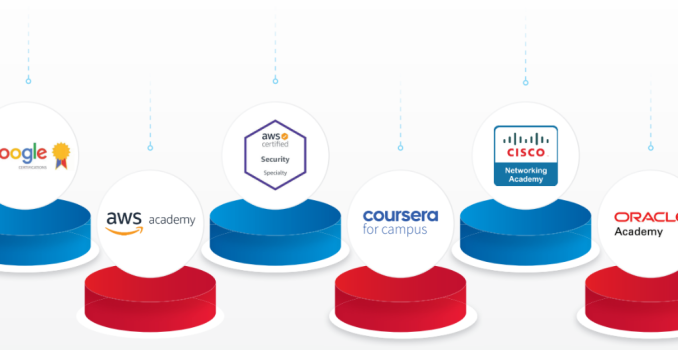 oogle
CERTIFICATIONS
aws academy
aws
certified
Security
Specialty
coursera
for campus
CISCO
Networking
Academy
ORACL
Academy